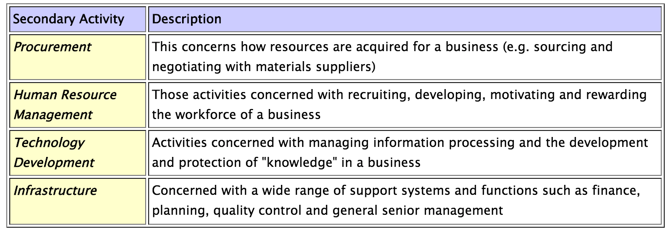 Secondary Activity
Description
Procurement
This concerns how resources are acquired for a business (e.g. sourcing and
negotiating with materials suppliers)
Human Resource
Management
Those activities concerned with recruiting, developing, motivating and rewarding
the workforce of a business
Technology
Development
Activities concerned with managing information processing and the development
and protection of "knowledge" in a business
Infrastructure
Concerned with a wide range of support systems and functions such as finance,
planning, quality control and general senior management